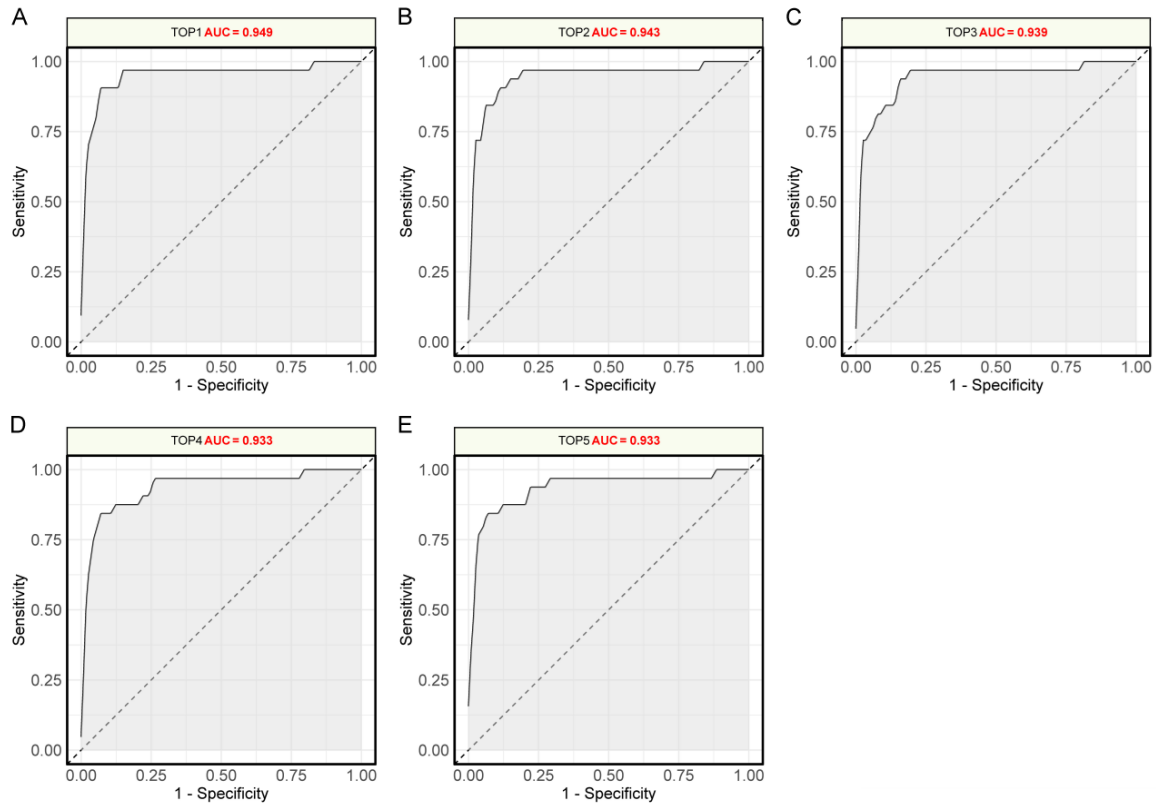 A
TOP1 AUC = 0.949
1.00
0.75
0.50
0.25
0.00
Sensitivity
0.00 0.25 0.50 0.75 1.00
1 - Specificity
B
TOP2 AUC = 0.943
1.00
0.75
0.50
0.25
0.00
Sensitivity
0.00 0.25 0.50 0.75 1.00
1 - Specificity
C
TOP3 AUC = 0.939
1.00
0.75
0.50
0.25
0.00
Sensitivity
0.00 0.25 0.50 0.75 1.00
1 - Specificity
D
TOP4 AUC = 0.933
1.00
0.75
0.50
0.25
0.00
Sensitivity
0.00 0.25 0.50 0.75 1.00
1 - Specificity
E
TOP5 AUC = 0.933
1.00
0.75
0.50
0.25
0.00
Sensitivity
0.00 0.25 0.50 0.75 1.00
1 - Specificity